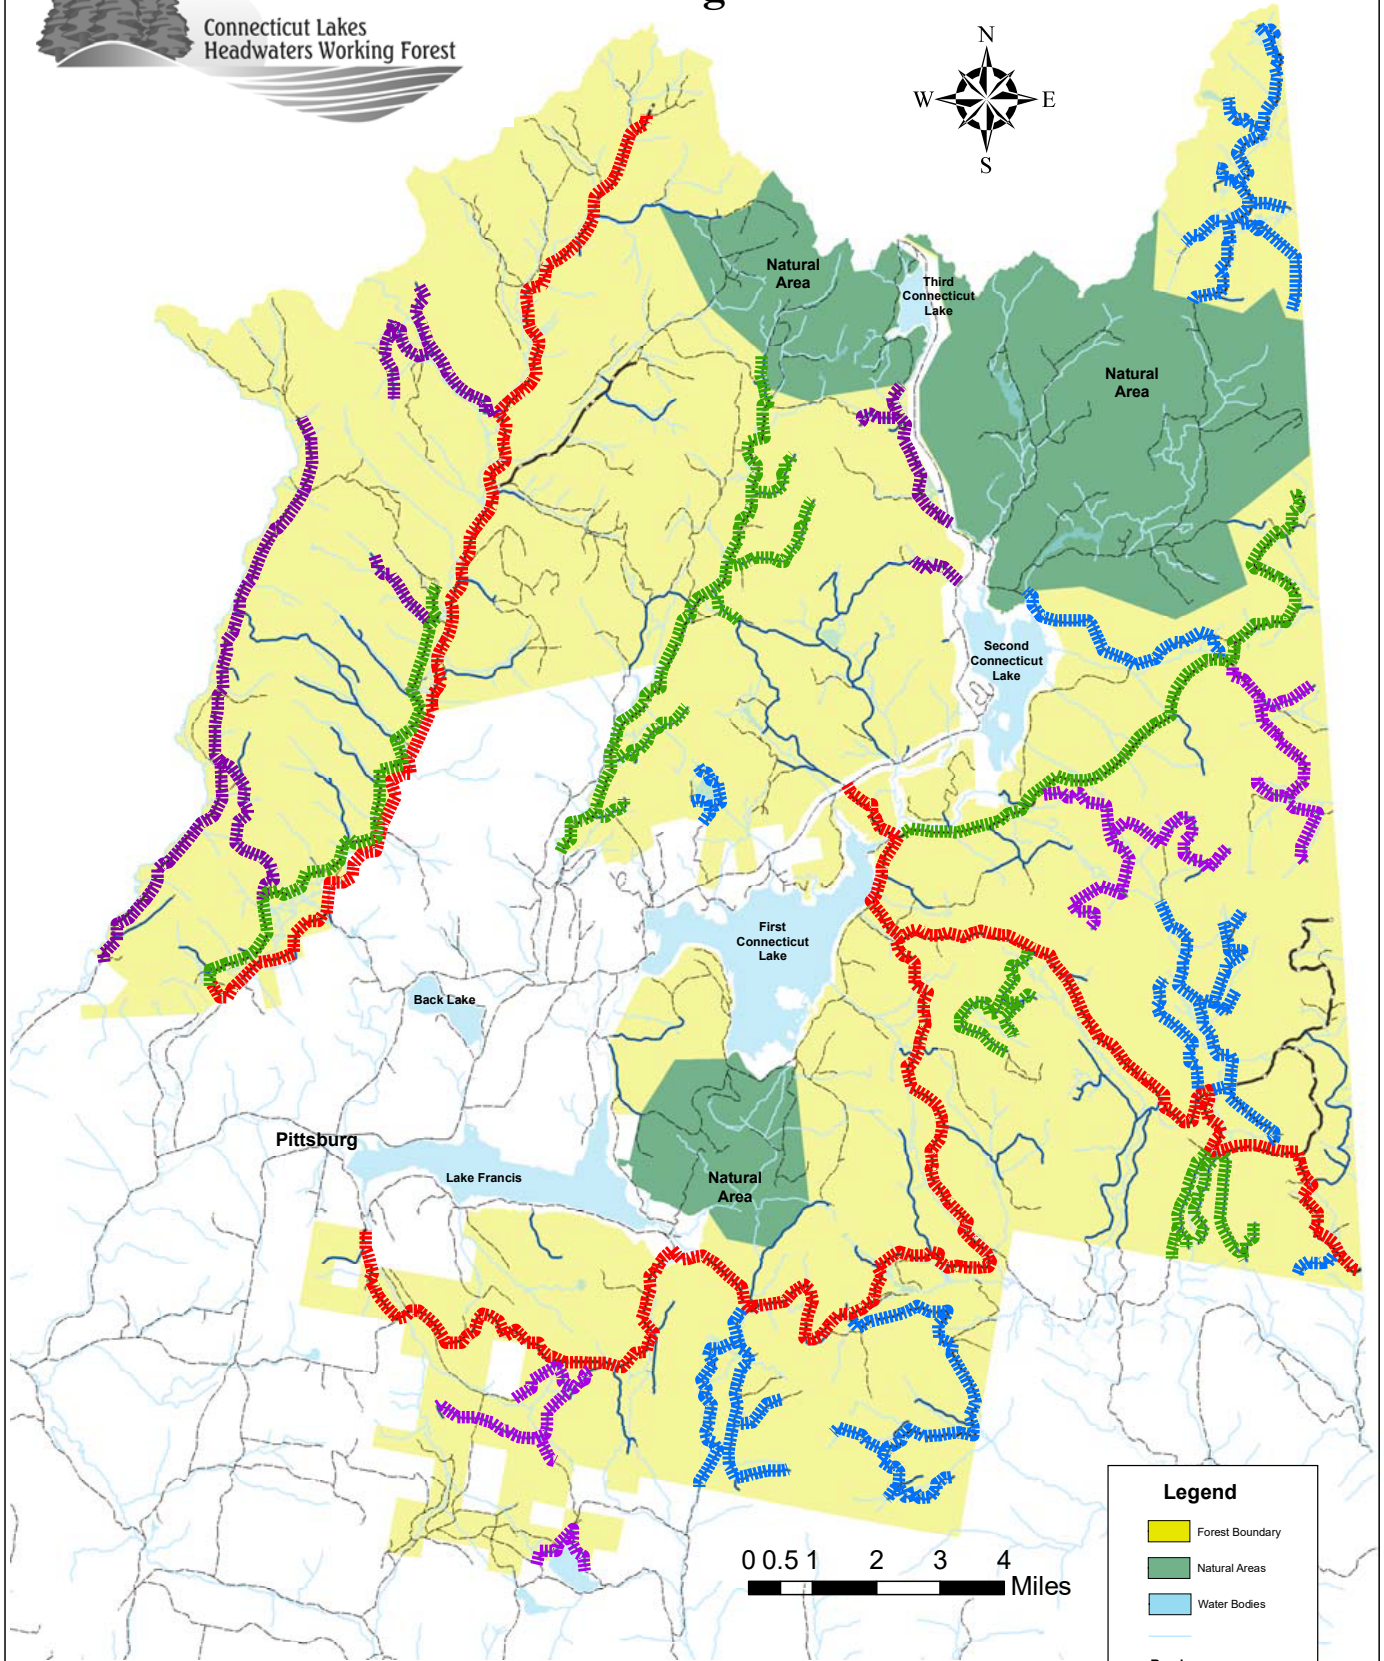 g
Connecticut Lakes
Headwaters Working Forest
N
W
E
S
Natural
Area
Third
Connecticut
Lake
Natural
Area
Second
Connecticut
Lake
First
Connecticut
Lake
Back Lake
Pittsburg
Lake Francis
Natural
Area
Legend
Forest Boundary
Natural Areas
Water Bodies
0 0.5 1 2 3 4
Miles